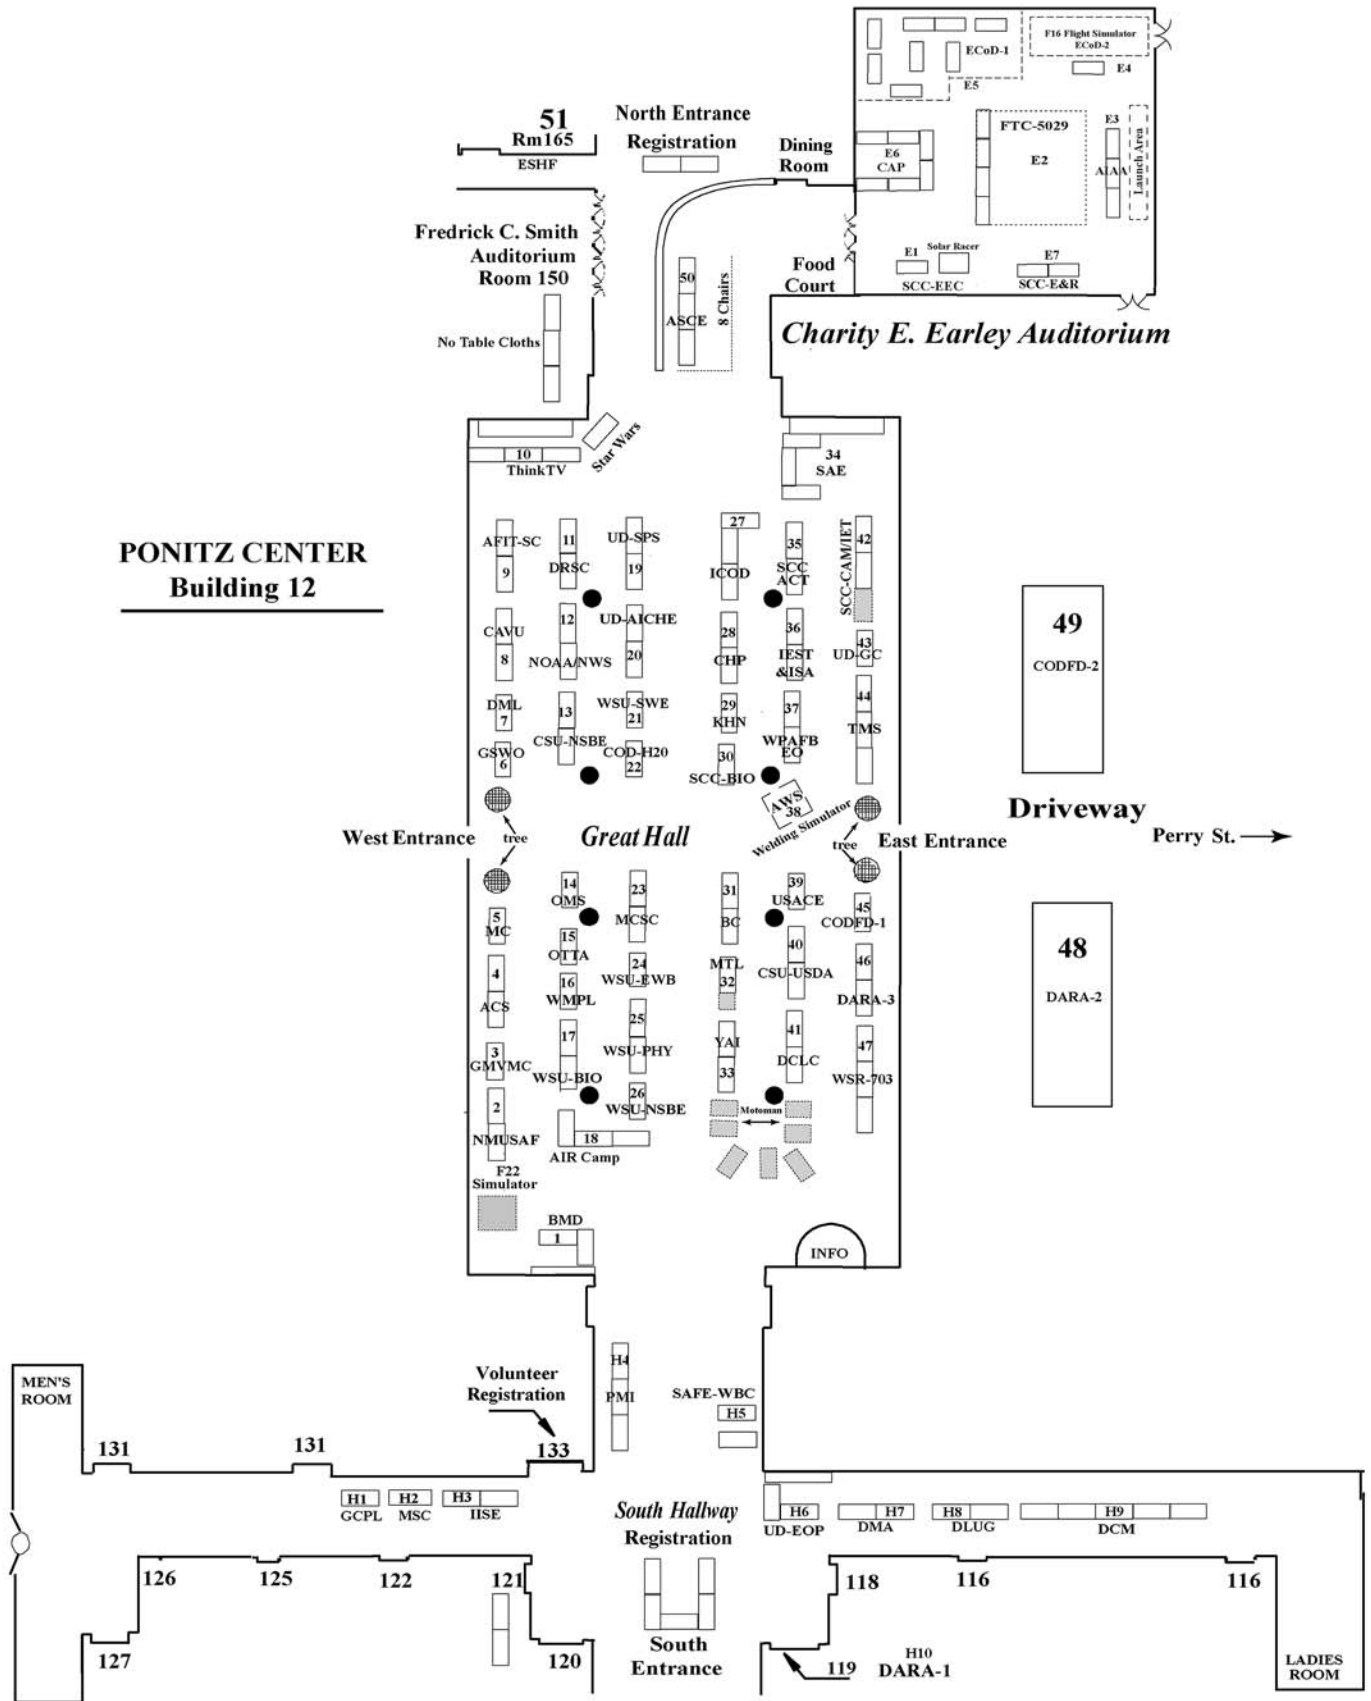 F16 Flight Simulator
ECoD-2
ECoD-1
E4
E5
51
Rm165
ESHF
North Entrance
Registration
Dining
Room
FTC-5029
E2
E3
AIAA
Launch Area
E6
CAP
Fredrick C. Smith
Auditorium
Room 150
50
ASCE
8 Chairs
Food
Court
E1
Solar Racer
SCC-EEC
E7
SCC-E&R
No Table Cloths
Charity E. Earley Auditorium
10
ThinkTV
Star Wars
34
SAE
PONITZ CENTER
Building 12
AFIT-SC
9
11
DRSC
UD-SPS
19
27
ICOD
35
SCC
ACT
42
SCC-CAM/IET
CAVU
8
12
NOAA/NWS
UD-AICHE
20
28
CHP
36
IEST
&ISA
43
UD-GC
49
CODFD-2
DML
7
13
CSU-NSBE
WSU-SWE
21
29
KHN
37
WPAFB
EO
44
TMS
GSWO
6
COD-H20
22
30
SCC-BIO
AWS
38
Welding Simulator
West Entrance
tree
Great Hall
tree
East Entrance
Driveway
Perry St.
5
MC
14
OMS
23
MCSC
31
BC
39
USACE
45
CODFD-1
48
DARA-2
4
ACS
15
OTTA
24
WSU-EWB
MTL
32
40
CSU-USDA
46
DARA-3
16
WMPL
3
GMVMC
17
WSU-BIO
25
WSU-PHY
YAI
33
41
DCLC
47
WSR-703
2
NMUSAF
26
WSU-NSBE
Motoman
18
AIR Camp
F22
Simulator
BMD
1
INFO
MEN'S
ROOM
Volunteer
Registration
H4
PMI
SAFE-WBC
H5
131
131
133
H1
GCPL
H2
MSC
H3
IISE
South Hallway
Registration
H6
UD-EOP
H7
DMA
H8
DLUG
H9
DCM
126
125
122
121
118
116
116
127
120
South
Entrance
119
H10
DARA-1
LADIES
ROOM